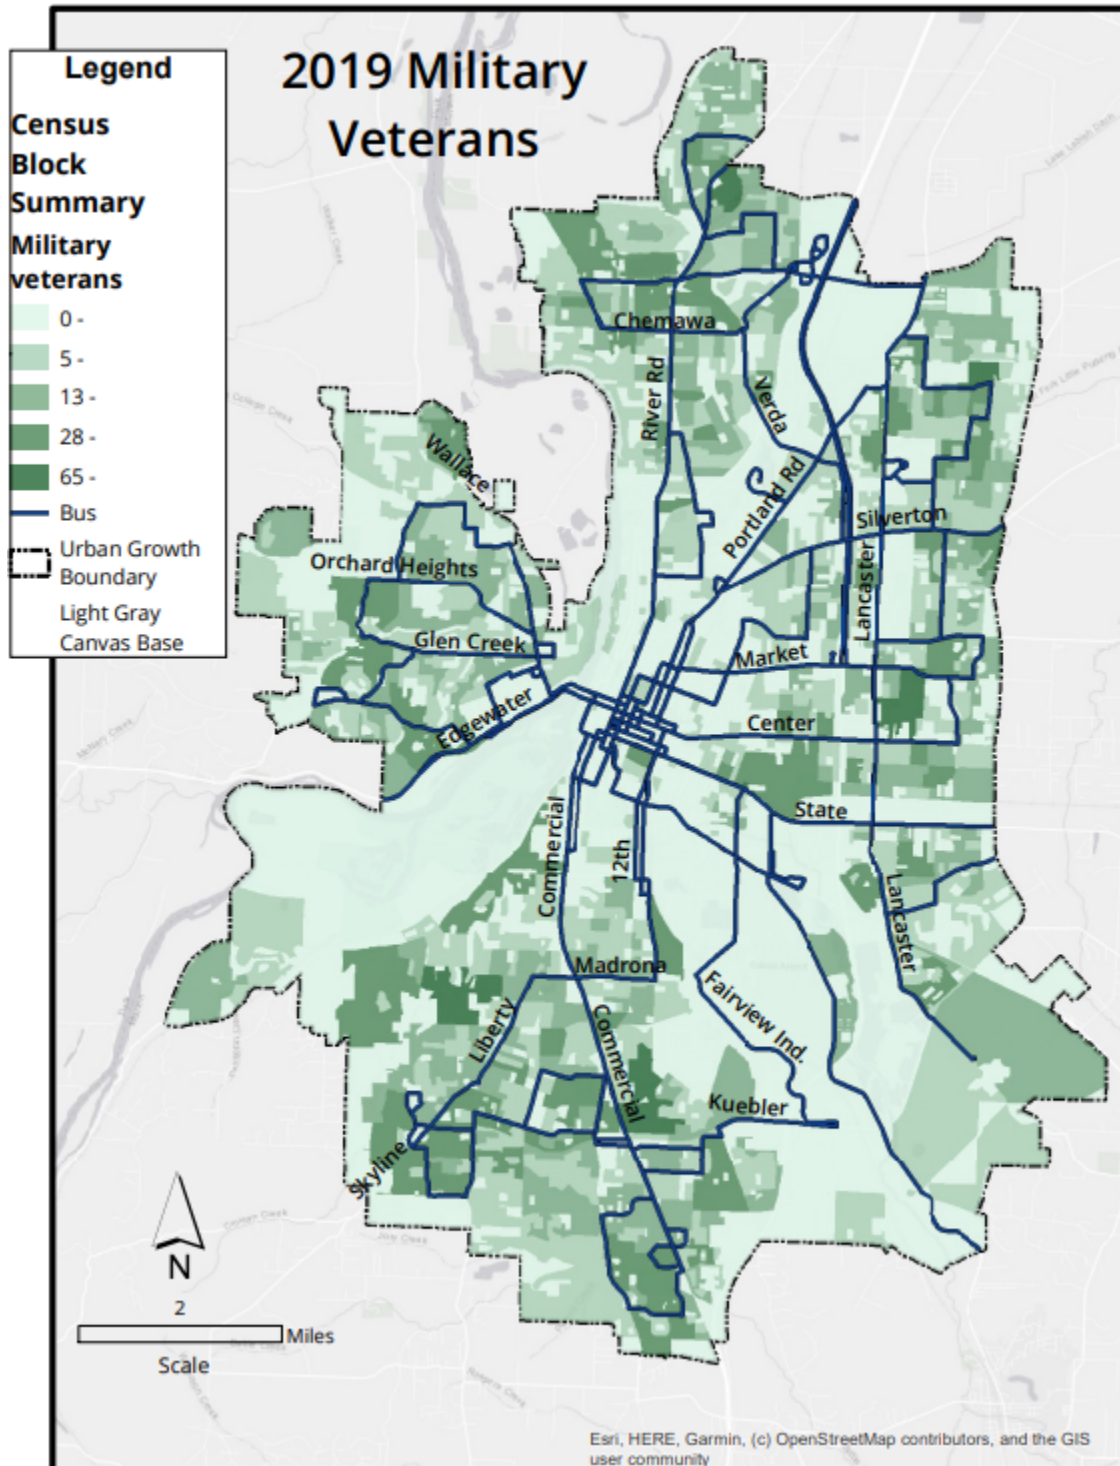 2019 Military
Veterans
Legend
Census
Block
Summary
Military
veterans
0 -
5 -
13 -
28 -
65 -
Bus
Urban Growth
Boundary
Light Gray
Canvas Base
Chemawa
River Rd
Verda
Wallace
Portland Rd
Silverton
Orchard Heights
Lancaster
Glen Creek
Market
Edgewater
Center
State
Commercial
12th
Lancaster
Madrona
Fairview Ind.
Liberty
Commercial
Kuebler
Skyline
N
2
Miles
Scale
Esri, HERE, Garmin, (c) OpenStreetMap contributors, and the GIS
user community